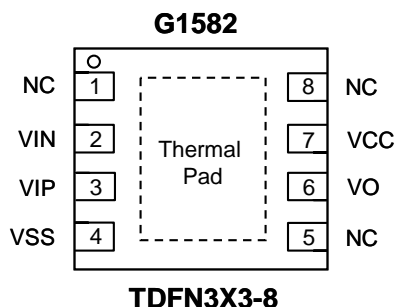 G1582
NC 1 8 NC
VIN 2 7 VCC
Thermal
Pad
VIP 3 6 VO
VSS 4 5 NC
TDFN3X3-8